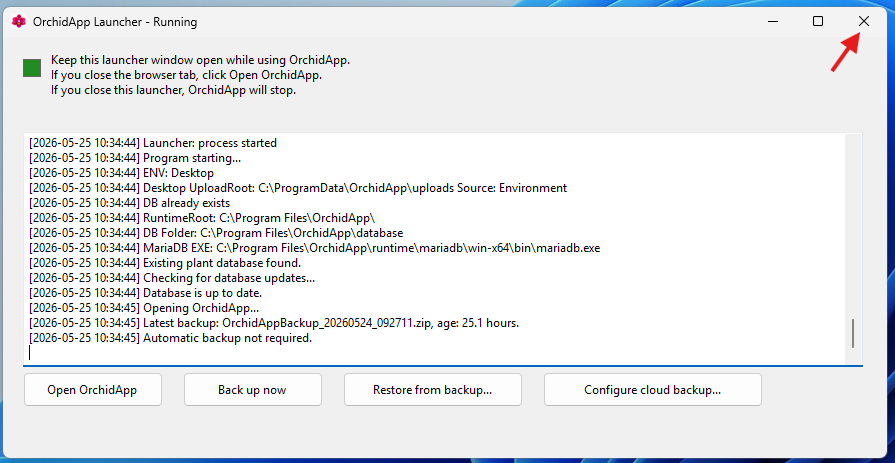 OrchidApp Launcher - Running
Keep this launcher window open while using OrchidApp.
If you close the browser tab, click Open OrchidApp.
If you close this launcher, OrchidApp will stop.
[2026-05-25 10:34:44] Launcher: process started
[2026-05-25 10:34:44] Program starting...
[2026-05-25 10:34:44] ENV: Desktop
[2026-05-25 10:34:44] Desktop UploadRoot: C:\ProgramData\OrchidApp\uploads Source: Environment
[2026-05-25 10:34:44] DB already exists
[2026-05-25 10:34:44] RuntimeRoot: C:\Program Files\OrchidApp\
[2026-05-25 10:34:44] DB Folder: C:\Program Files\OrchidApp\database
[2026-05-25 10:34:44] MariaDB EXE: C:\Program Files\OrchidApp\runtime\mariadb\win-x64\bin\mariadb.exe
[2026-05-25 10:34:44] Existing plant database found.
[2026-05-25 10:34:44] Checking for database updates...
[2026-05-25 10:34:44] Database is up to date.
[2026-05-25 10:34:45] Opening OrchidApp...
[2026-05-25 10:34:45] Latest backup: OrchidAppBackup_20260524_092711.zip, age: 25.1 hours.
[2026-05-25 10:34:45] Automatic backup not required.
Open OrchidApp
Back up now
Restore from backup...
Configure cloud backup...